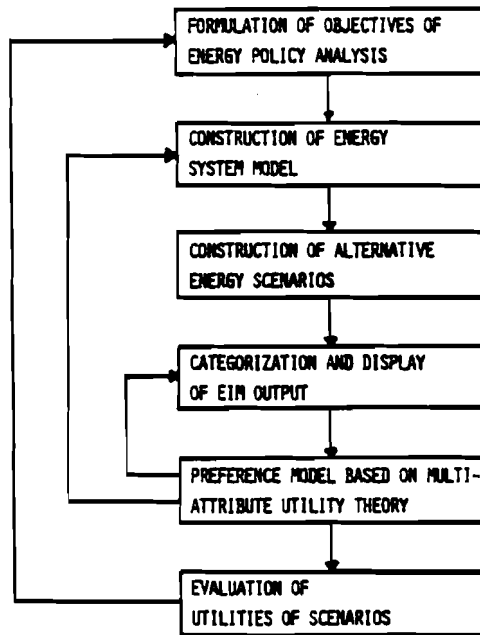 FORMULATION OF OBJECTIVES OF
ENERGY POLICY ANALYSIS
CONSTRUCTION OF ENERGY
SYSTEM MODEL
CONSTRUCTION OF ALTERNATIVE
ENERGY SCENARIOS
CATEGORIZATION AND DISPLAY
OF EIM OUTPUT
PREFERENCE MODEL BASED ON MULTI-
ATTRIBUTE UTILITY THEORY
EVALUATION OF
UTILITIES OF SCENARIOS